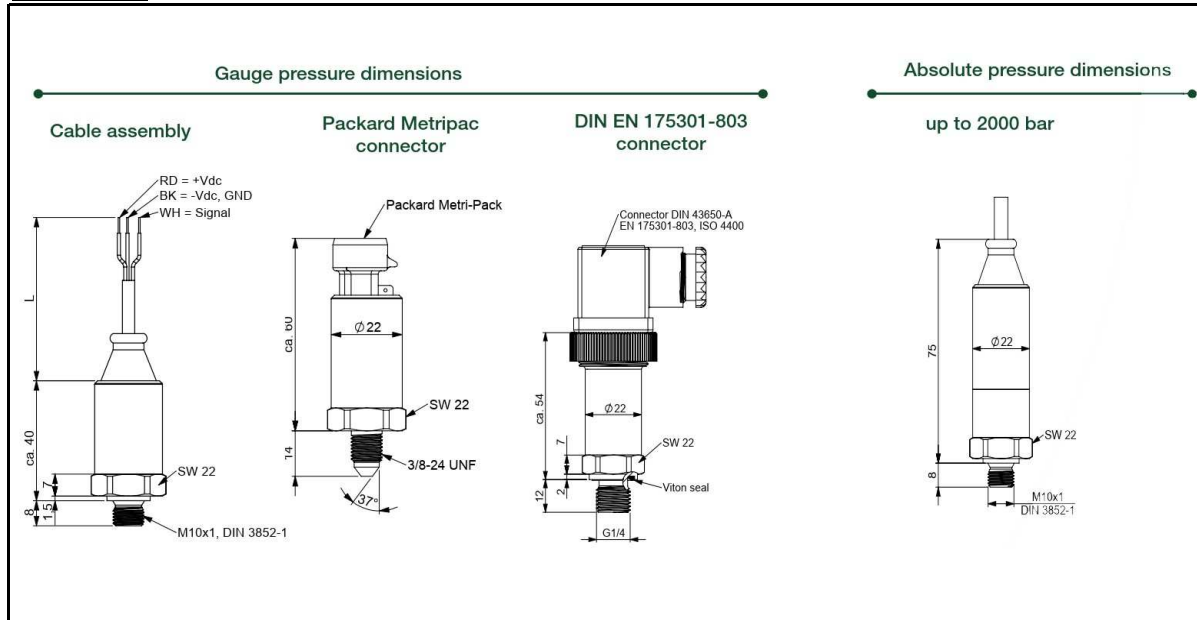 Gauge pressure dimensions
Absolute pressure dimensions
Cable assembly
Packard Metripac
connector
DIN EN 175301-803
connector
up to 2000 bar
RD = +Vdc
BK = -Vdc, GND
WH = Signal
L
ca. 40
7
8
1.5
SW 22
M10x1, DIN 3852-1
Packard Metri-Pack
ca. 60
Ø 22
SW 22
14
3/8-24 UNF
37°
Connector DIN 43650-A
EN 175301-803, ISO 4400
ca. 54
Ø22
7
SW 22
2
12
Viton seal
G1/4
75
Ø22
SW 22
8
M10x1
DIN 3852-1